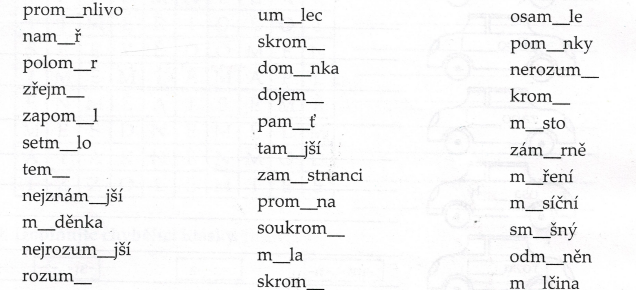 prom__nlivo
nam__ř
polom__r
zřejm__
zapom__l
setm__lo
tem__
nejznám__jší
m__děnka
nejrozum__jší
rozum__
um__lec
skrom__
dom__nka
dojem__
pam__ť
tam__jší
zam__stnanci
prom__na
soukrom__
m__la
skrom__
osam__le
pom__nky
nerozum__
krom__
m__sto
zám__rně
m__ření
m__síční
sm__šný
odm__něn
m__lčina